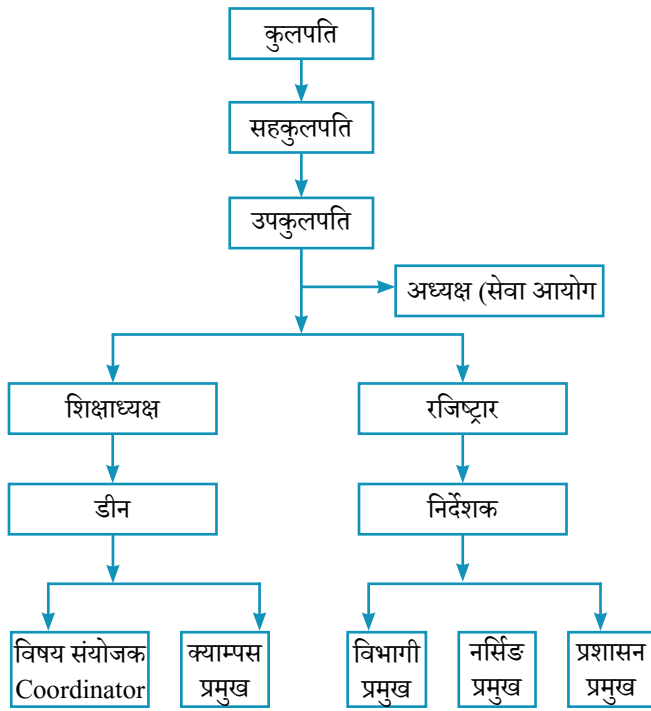 कुलपति
सहकुलपति
उपकुलपति
अध्यक्ष (सेवा आयोग
शिक्षाध्यक्ष
रजिष्ट्रार
डीन
निर्देशक
विषय संयोजक
Coordinator
क्याम्पस
प्रमुख
विभागी
प्रमुख
नर्सिङ
प्रमुख
प्रशासन
प्रमुख